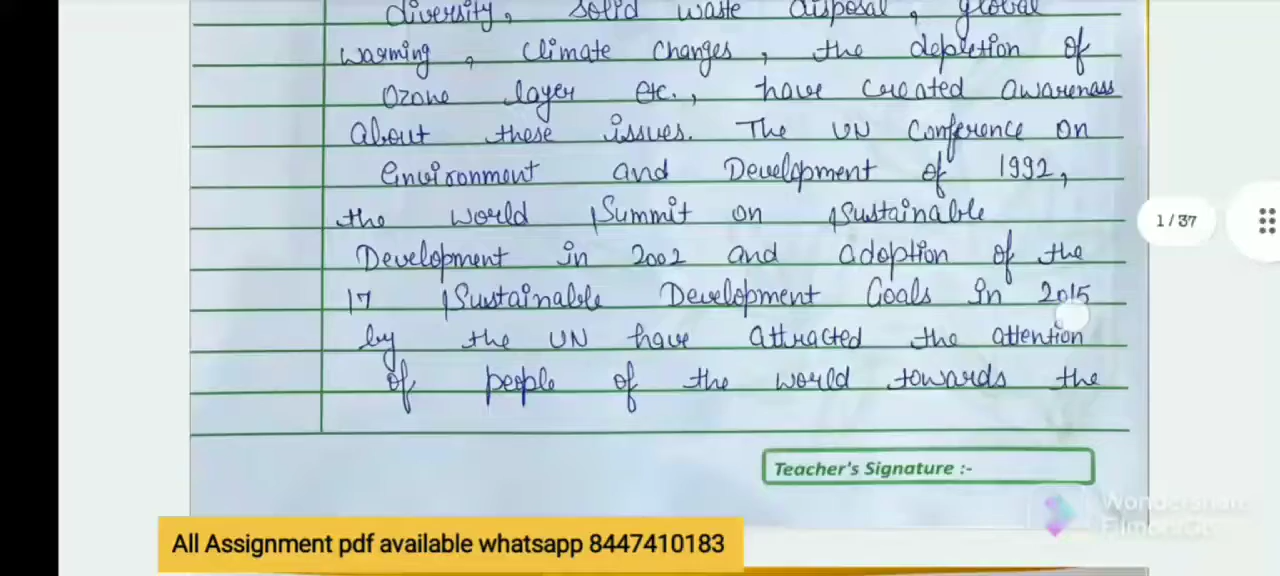 diversity, solid waste disposal, global
warming, climate changes, the depletion of
ozone layer etc., have created awareness
About these issues. The UN Conference on
Environment and Development of 1992,
the world Summit on Sustainable
Development in 2002 and adoption of the
17 Sustainable Development Goals in 2015
by the UN have attracted the attention
of people of the world towards the
1/37
Teacher's Signature :-
Wondershare
Filmora
All Assignment pdf available whatsapp 8447410183